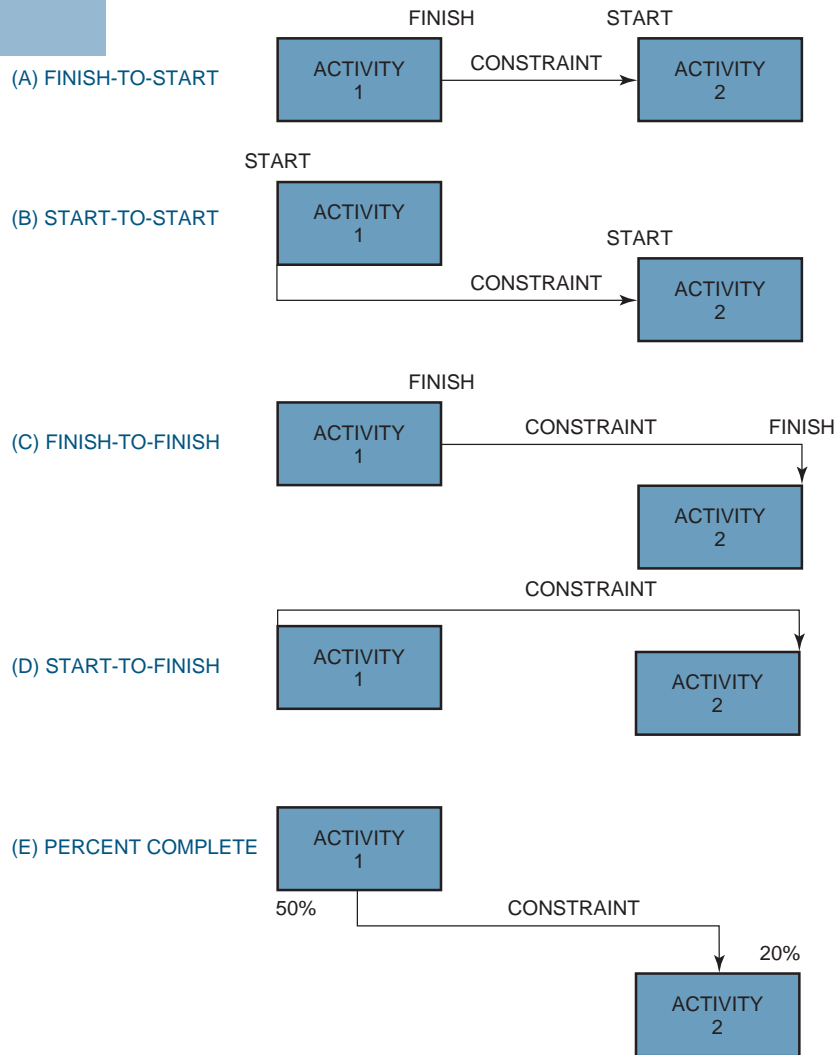 FINISH START
(A) FINISH-TO-START
ACTIVITY
1
CONSTRAINT
ACTIVITY
2
START
(B) START-TO-START
ACTIVITY
1
START
CONSTRAINT
ACTIVITY
2
FINISH
(C) FINISH-TO-FINISH
ACTIVITY
1
CONSTRAINT
FINISH
ACTIVITY
2
CONSTRAINT
(D) START-TO-FINISH
ACTIVITY
1
ACTIVITY
2
(E) PERCENT COMPLETE
ACTIVITY
1
50%
CONSTRAINT
20%
ACTIVITY
2